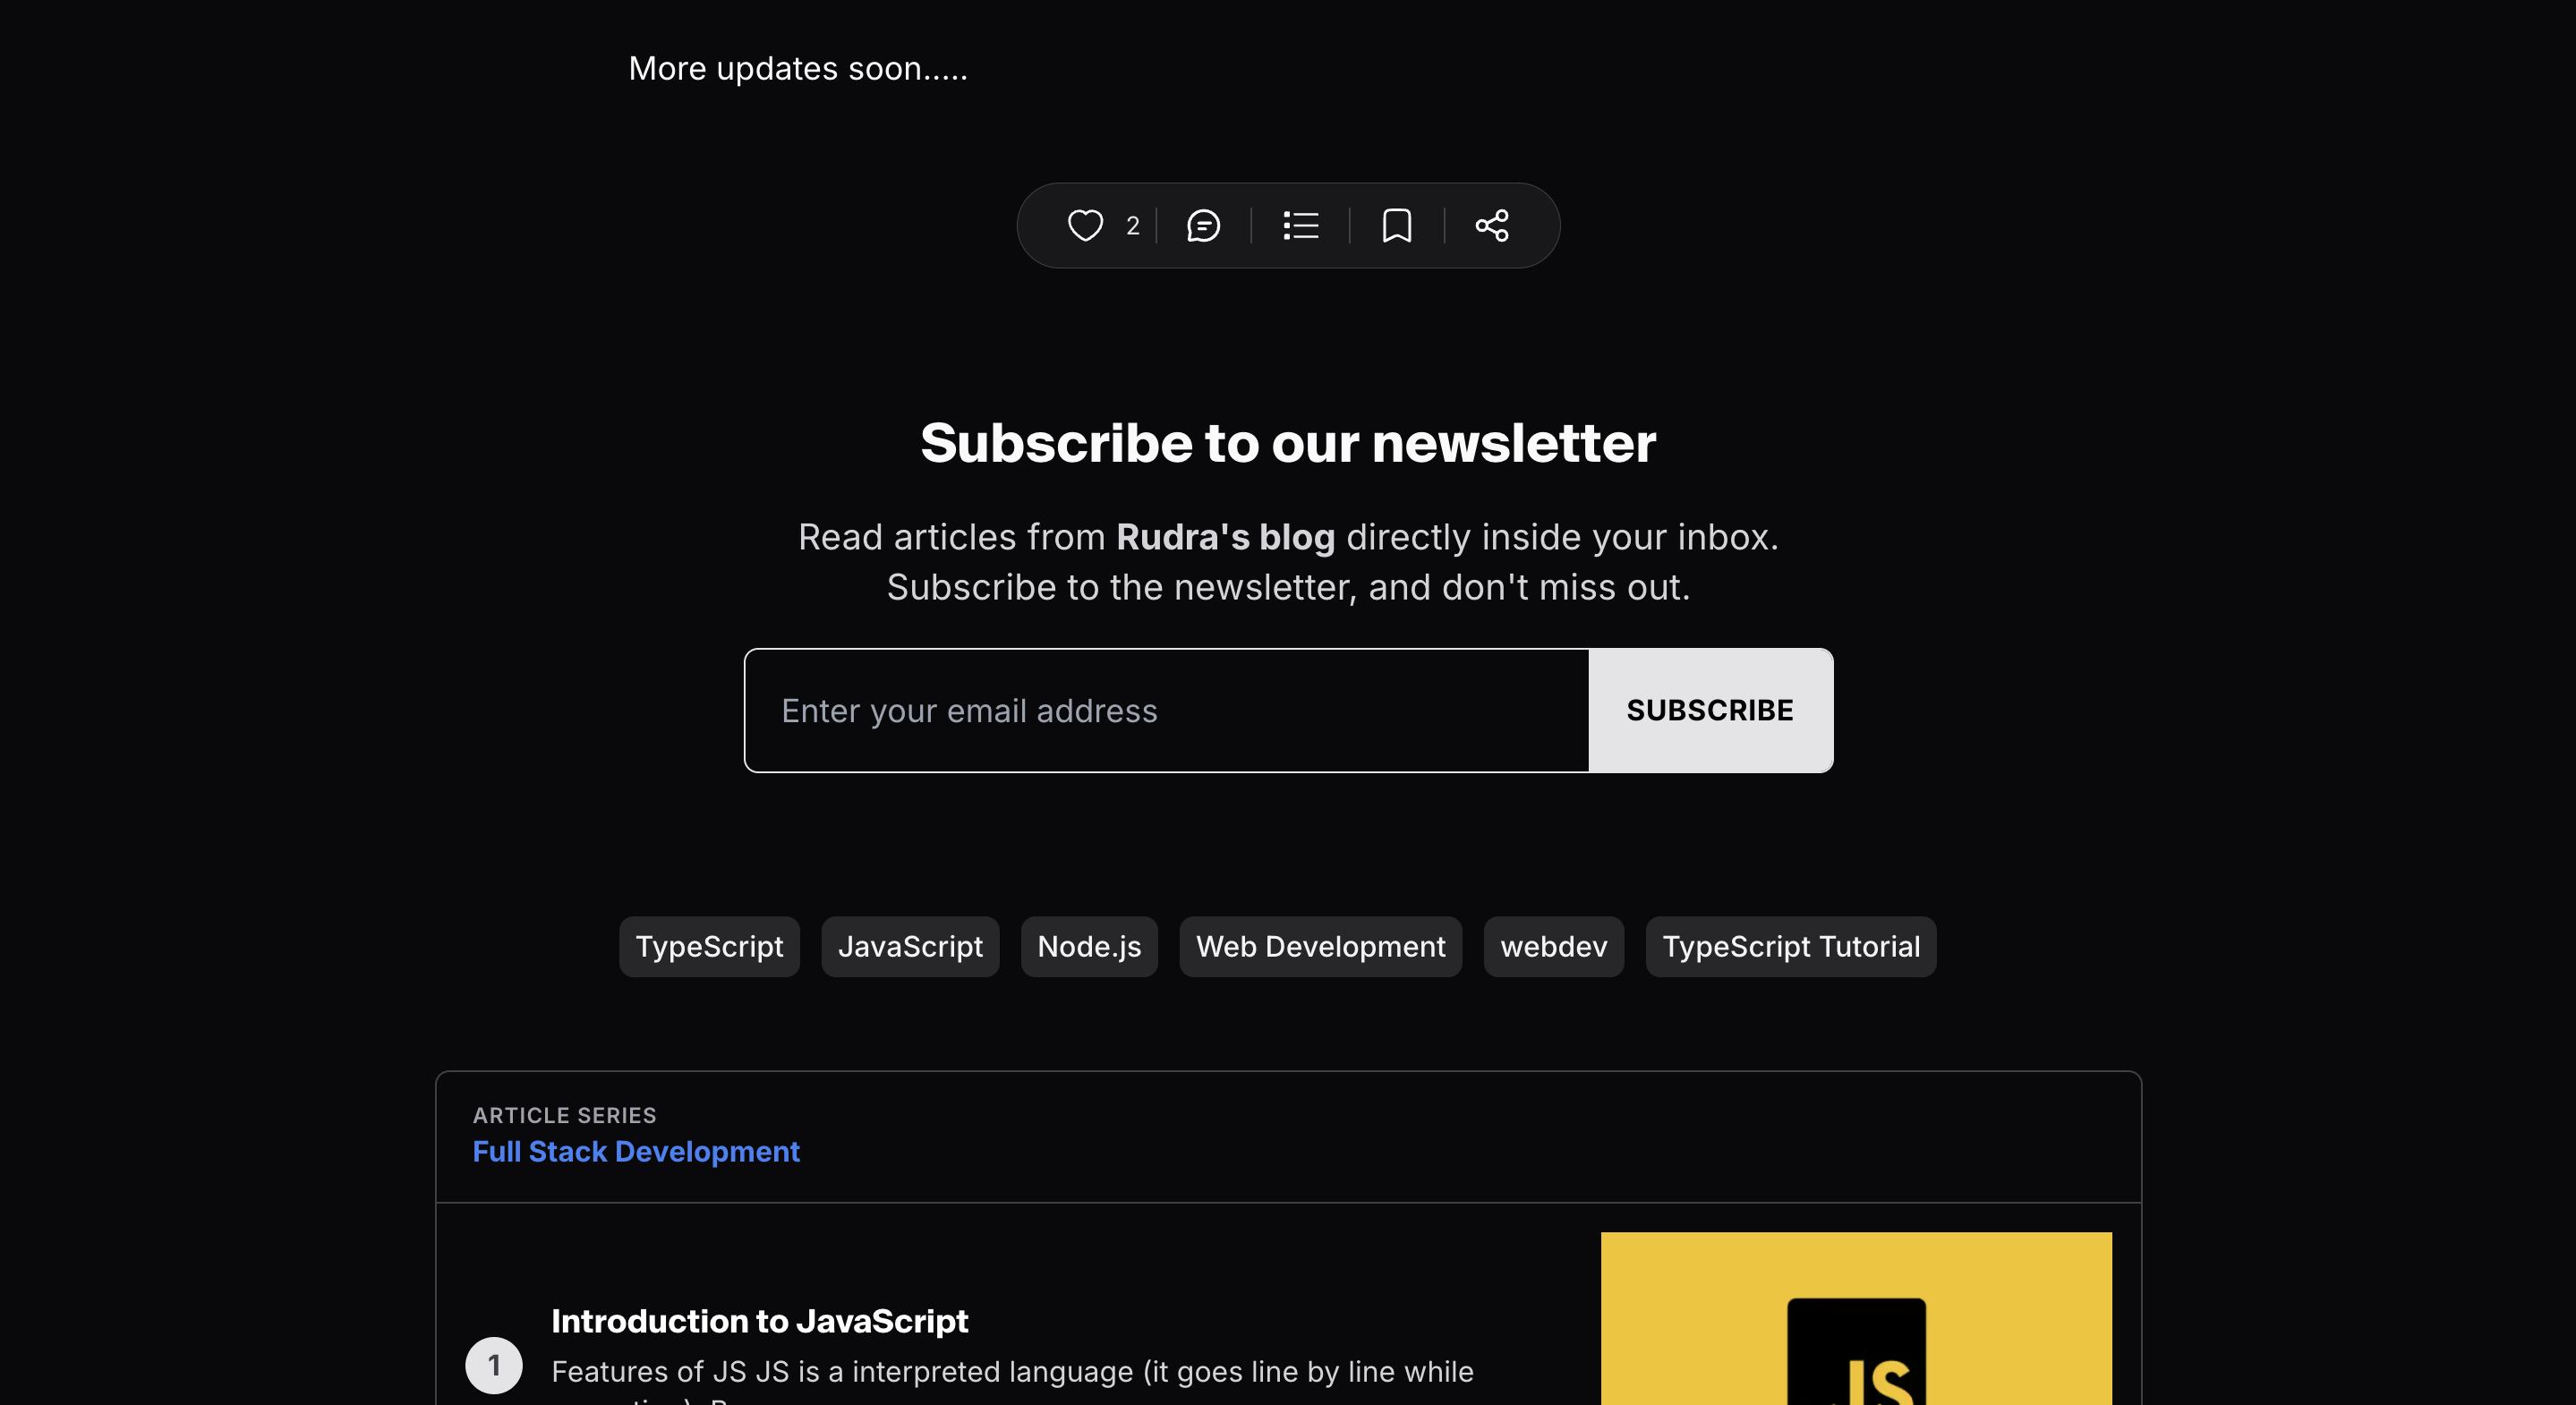 More updates soon.....
2
Subscribe to our newsletter
Read articles from Rudra's blog directly inside your inbox.
Subscribe to the newsletter, and don't miss out.
Enter your email address
SUBSCRIBE
TypeScript JavaScript Node.js Web Development webdev TypeScript Tutorial
ARTICLE SERIES
Full Stack Development
Introduction to JavaScript
1
Features of JS JS is a interpreted language (it goes line by line while
JS